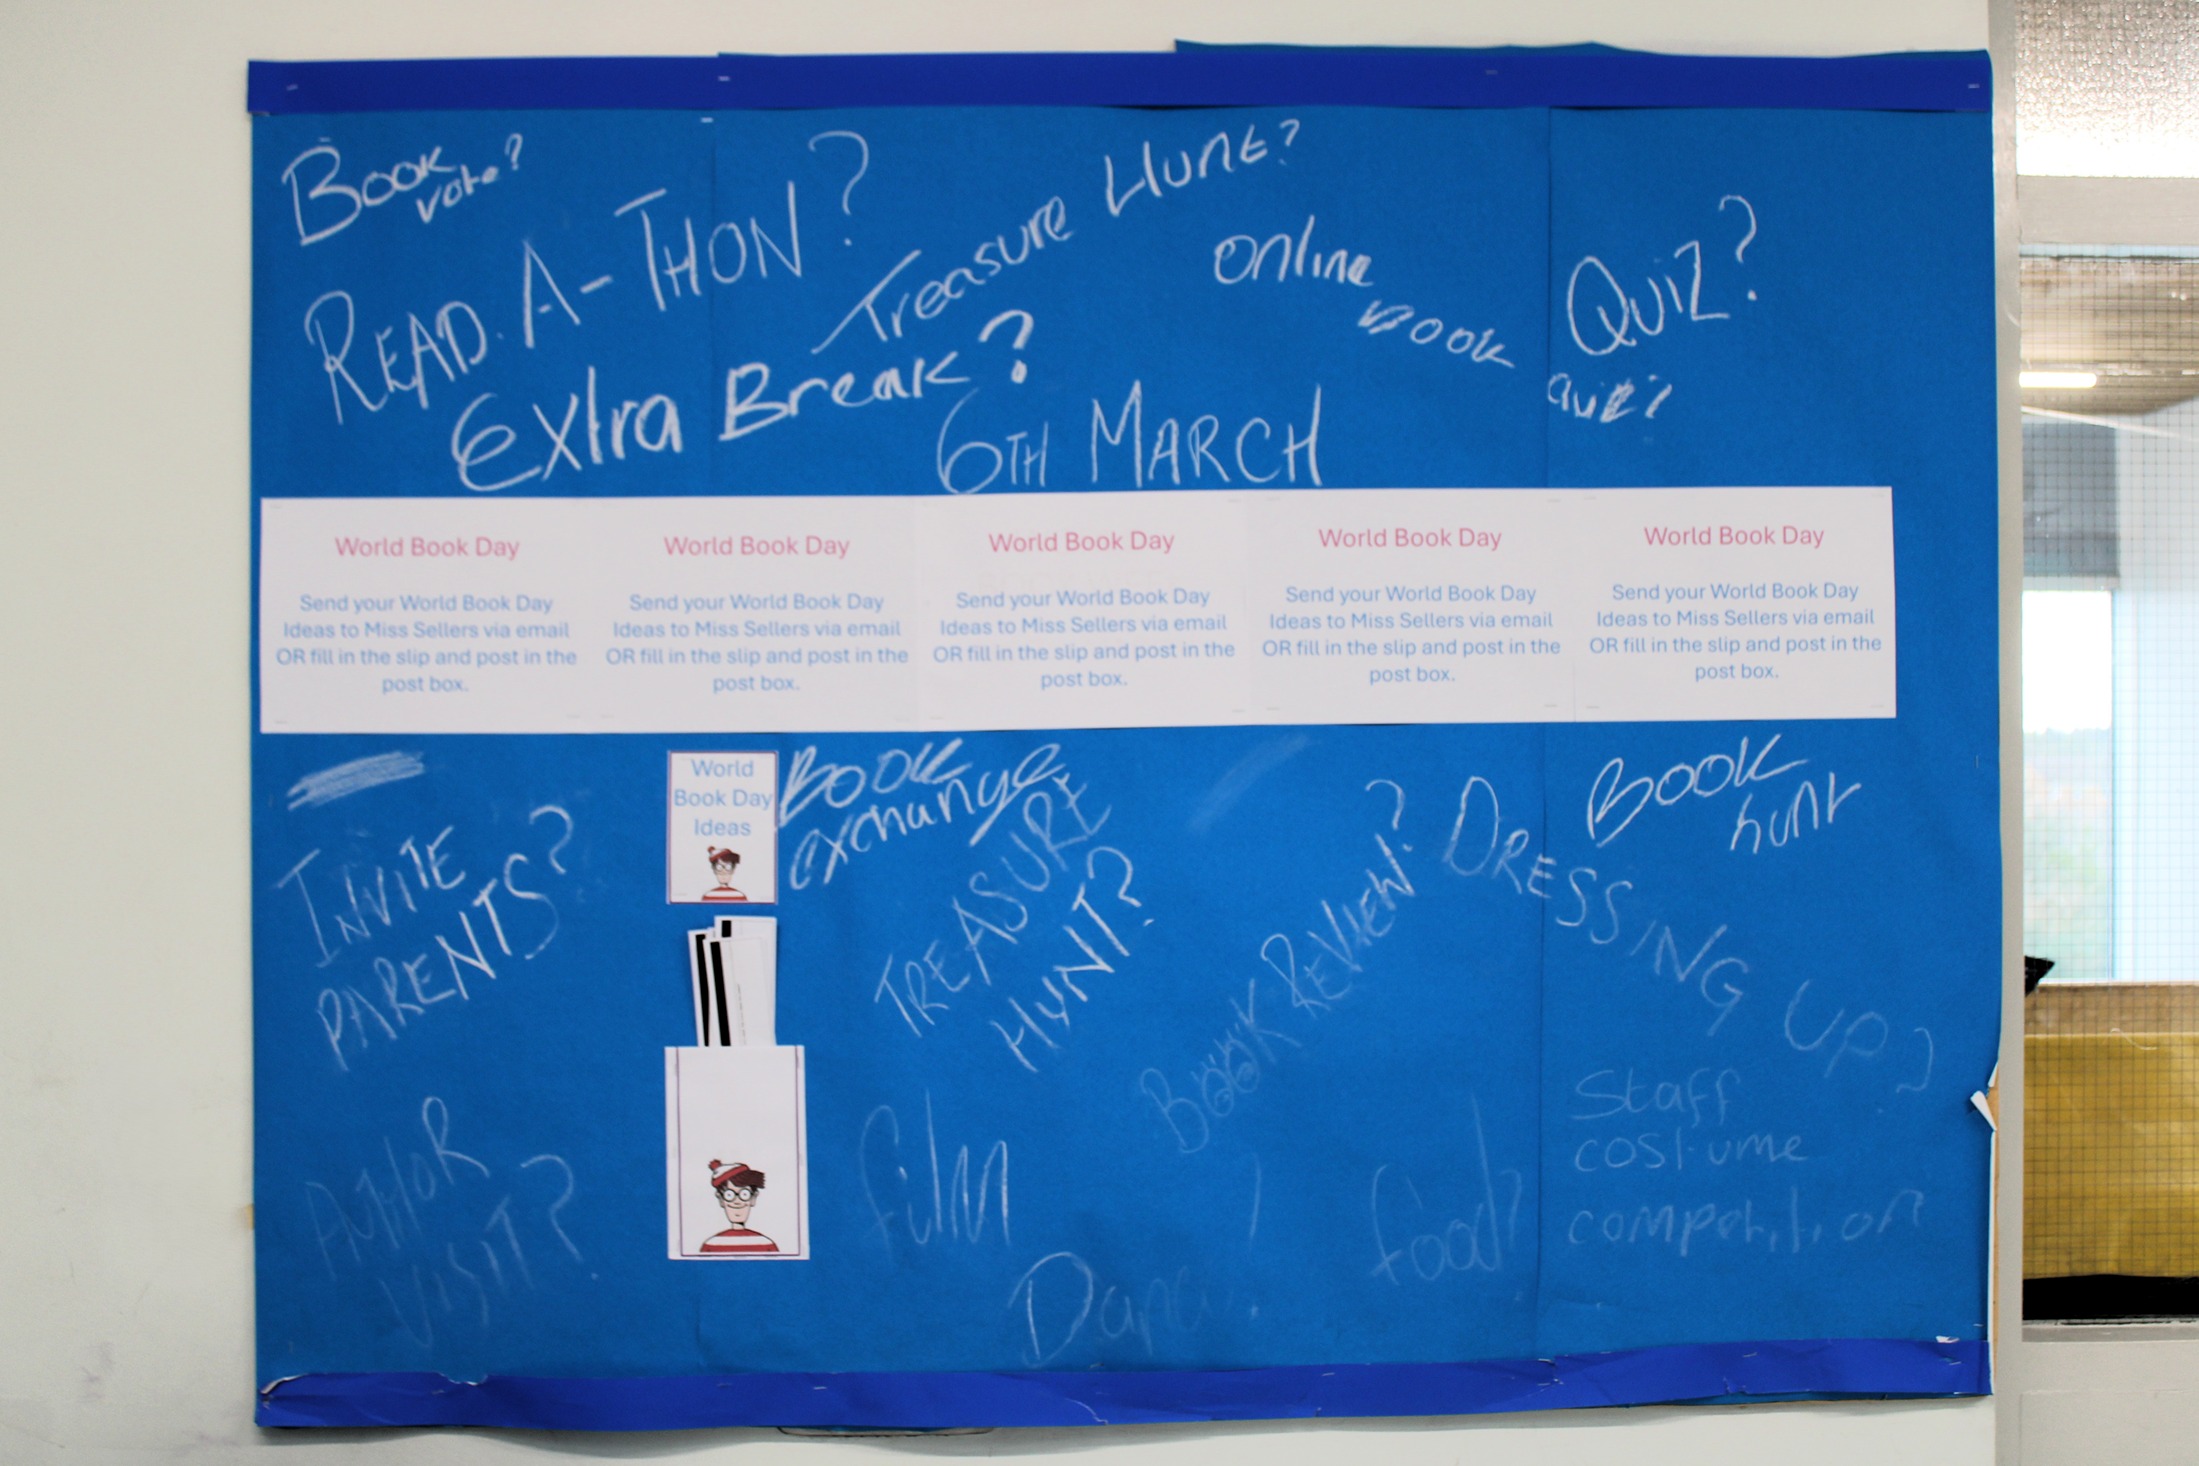 Book
vote?
READ-A-THON?
Treasure Hunt?
Online
Book
quiz?
QUIZ?
Extra Break?
6TH MARCH
World Book Day
Send your World Book Day
Ideas to Miss Sellers via email
OR fill in the slip and post in the
post box.
World Book Day
Send your World Book Day
Ideas to Miss Sellers via email
OR fill in the slip and post in the
post box.
World Book Day
Send your World Book Day
Ideas to Miss Sellers via email
OR fill in the slip and post in the
post box.
World Book Day
Send your World Book Day
Ideas to Miss Sellers via email
OR fill in the slip and post in the
post box.
World Book Day
Send your World Book Day
Ideas to Miss Sellers via email
OR fill in the slip and post in the
post box.
INVITE
PARENTS?
World
Book Day
Ideas
Book
exchange
TREASURE
HUNT?
BOOK REVIEW?
DRESSING UP?
Book
hunt
AUTHOR
VISIT?
film
food?
Staff
costume
competition